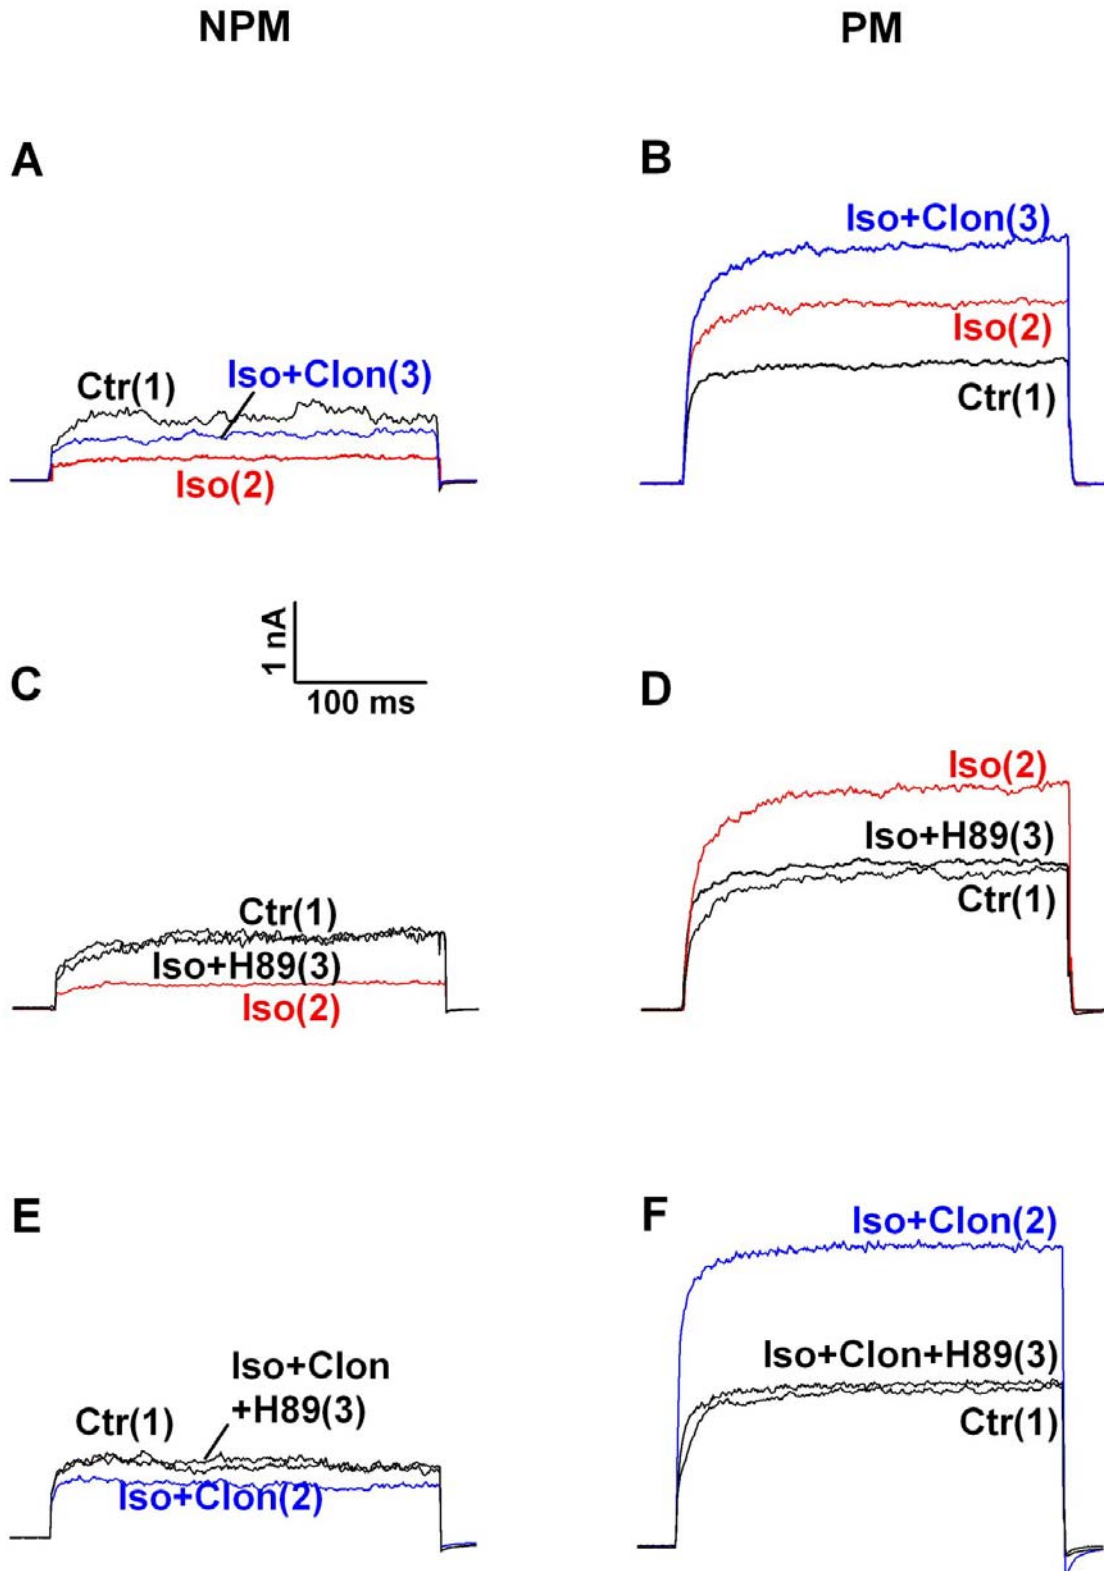 NPM
PM
A
B
Iso+Clon(3)
Iso(2)
Ctr(1)
Ctr(1)
Iso+Clon(3)
Iso(2)
1 nA
100 ms
C
D
Iso(2)
Iso+H89(3)
Ctr(1)
Ctr(1)
Iso+H89(3)
Iso(2)
E
F
Iso+Clon(2)
Iso+Clon+H89(3)
Ctr(1)
Iso+Clon
+H89(3)
Ctr(1)
Iso+Clon(2)